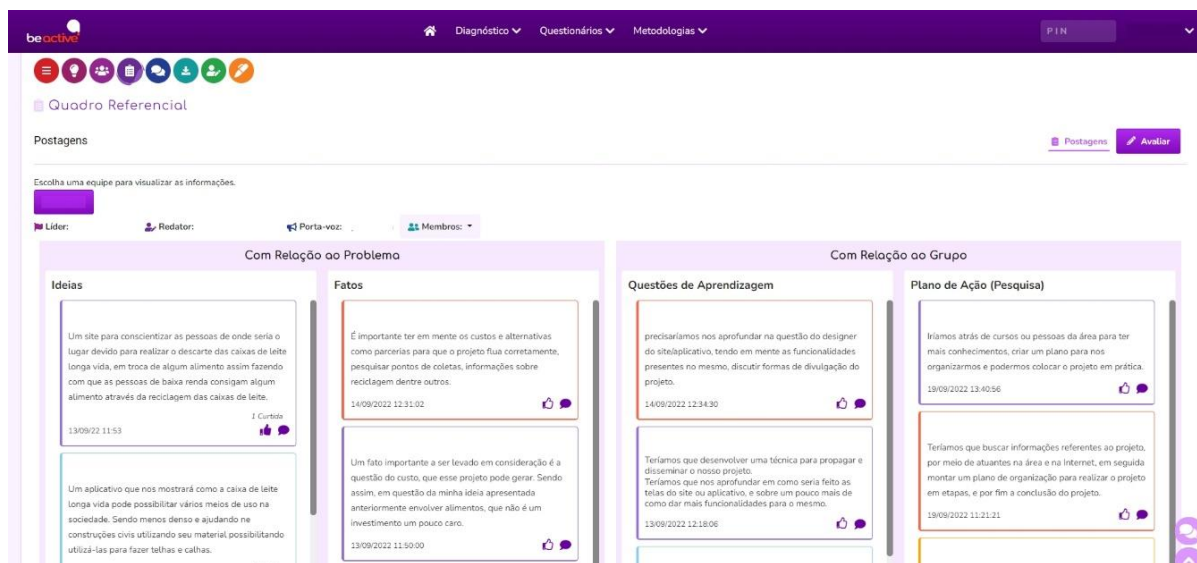 beactive
Diagnóstico
Questionários
Metodologias
PIN
Quadro Referencial
Postagens
Postagens
Avaliar
Escolha uma equipe para visualizar as informações.
Líder:
Redator:
Porta-voz:
Membros:
Com Relação ao Problema
Com Relação ao Grupo
Ideias
Um site para conscientizar as pessoas de onde seria o
lugar devido para realizar o descarte das caixas de leite
longa vida, em troca de algum alimento assim fazendo
com que as pessoas de baixa renda consigam algum
alimento através da reciclagem das caixas de leite.
1 Curtida
13/09/22 11:53
Um aplicativo que nos mostrará como a caixa de leite
longa vida pode possibilitar vários meios de uso na
sociedade. Sendo menos denso e ajudando ne
construções civis utilizando seu material possibilitando
utilizá-las para fazer telhas e calhas.
Fatos
É importante ter em mente os custos e alternativas
como parcerias para que o projeto flua corretamente,
pesquisar pontos de coletas, informações sobre
reciclagem dentre outros.
14/09/2022 12:31:02
Um fato importante a ser levado em consideração é a
questão do custo, que esse projeto pode gerar. Sendo
assim, em questão da minha ideia apresentada
anteriormente envolver alimentos, que não é um
investimento um pouco caro.
13/09/2022 11:50:00
Questões de Aprendizagem
precisaríamos nos aprofundar na questão do designer
do site/aplicativo, tendo em mente as funcionalidades
presentes no mesmo, discutir formas de divulgação do
projeto.
14/09/2022 12:34:30
Teríamos que desenvolver uma técnica para propagar e
disseminar o nosso projeto.
Teríamos que nos aprofundar em como seria feito as
telas do site ou aplicativo, e sobre um pouco mais de
como dar mais funcionalidades para o mesmo.
13/09/2022 12:18:06
Plano de Ação (Pesquisa)
Iríamos atrás de cursos ou pessoas da área para ter
mais conhecimentos, criar um plano para nos
organizarmos e podermos colocar o projeto em prática.
19/09/2022 13:40:56
Teríamos que buscar informações referentes ao projeto,
por meio de atuantes na área e na Internet, em seguida
montar um plano de organização para realizar o projeto
em etapas, e por fim a conclusão do projeto.
19/09/2022 11:21:21